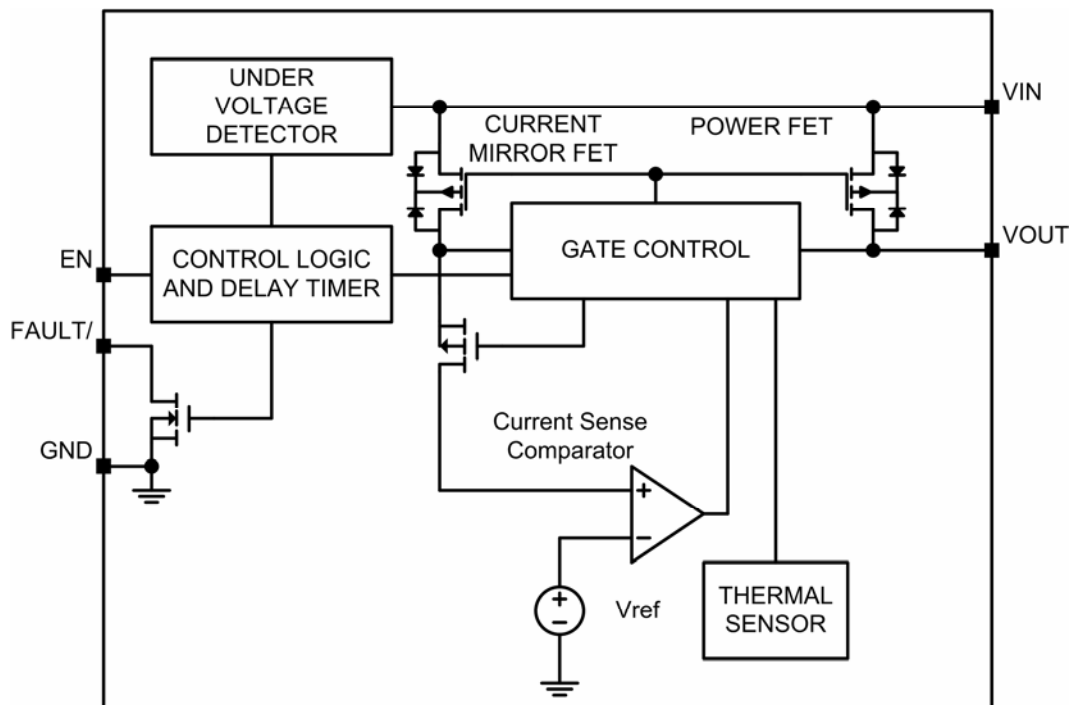 UNDER
VOLTAGE
DETECTOR
VIN
CURRENT
MIRROR FET
POWER FET
EN
CONTROL LOGIC
AND DELAY TIMER
GATE CONTROL
VOUT
FAULT/
GND
Current Sense
Comparator
+
−
+
−
Vref
THERMAL
SENSOR